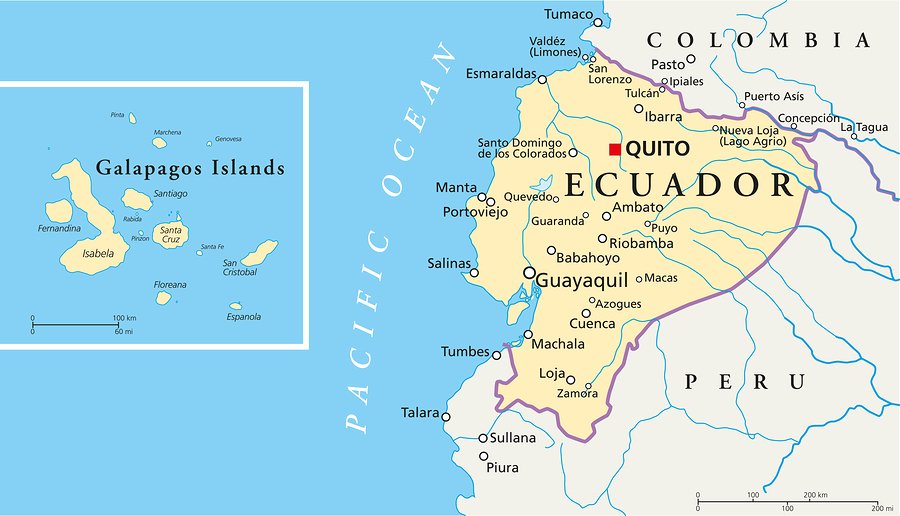 Tumaco
COLOMBIA
Valdéz
(Limones)
Pasto
Esmeraldas
San
Lorenzo
Ipiales
Tulcán
Puerto Asís
Ibarra
Concepción
La Tagua
Nueva Loja
(Lago Agrio)
Santo Domingo
de los Colorados
QUITO
ECUADOR
Manta
Portoviejo
Quevedo
Guaranda
Ambato
Puyo
Riobamba
Babahoyo
Salinas
Guayaquil
Macas
Azogues
Cuenca
Machala
Tumbes
Loja
Zamora
PERU
Talara
Sullana
Piura
PACIFIC OCEAN
Galapagos Islands
Pinta
Marchena
Genovesa
Santiago
Fernandina
Rabida
Pinzon
Santa
Cruz
Isabela
Santa Fe
San
Cristobal
Floreana
Espanola
0 100 km
0 60 mi
0 100 200 km
0 100 200 mi